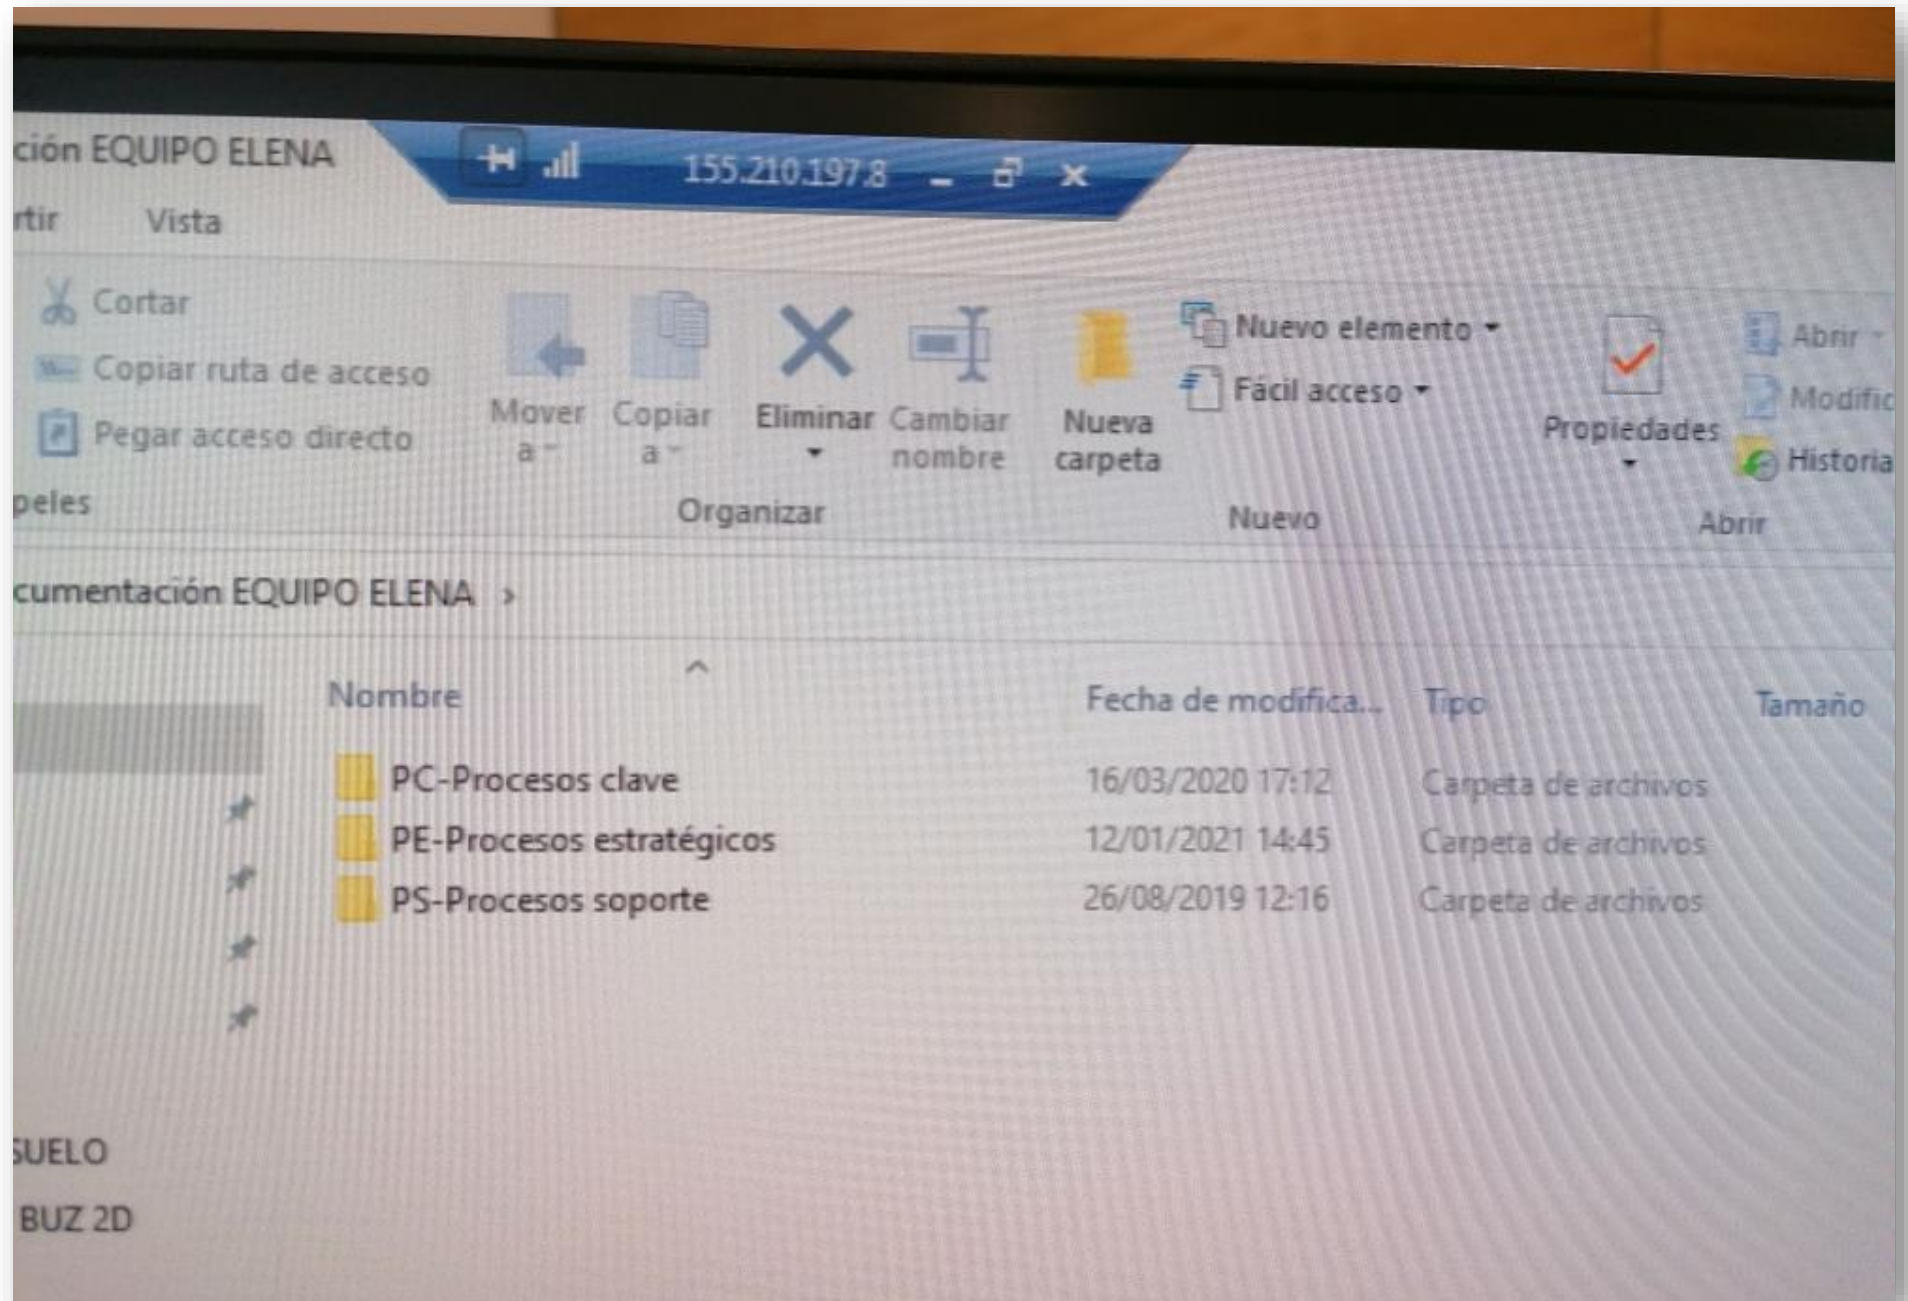 ción EQUIPO ELENA
155.210.197.8
rtir Vista
Cortar
Copiar ruta de acceso
Pegar acceso directo
peles
Mover a
Copiar a
Eliminar
Cambiar nombre
Organizar
Nueva carpeta
Nuevo elemento
Fácil acceso
Nuevo
Propiedades
Abrir
Modific
Historia
Abrir
cumentación EQUIPO ELENA >
Nombre Fecha de modifica... Tipo Tamaño
PC-Procesos clave 16/03/2020 17:12 Carpeta de archivos
PE-Procesos estratégicos 12/01/2021 14:45 Carpeta de archivos
PS-Procesos soporte 26/08/2019 12:16 Carpeta de archivos
SUELO
BUZ 2D